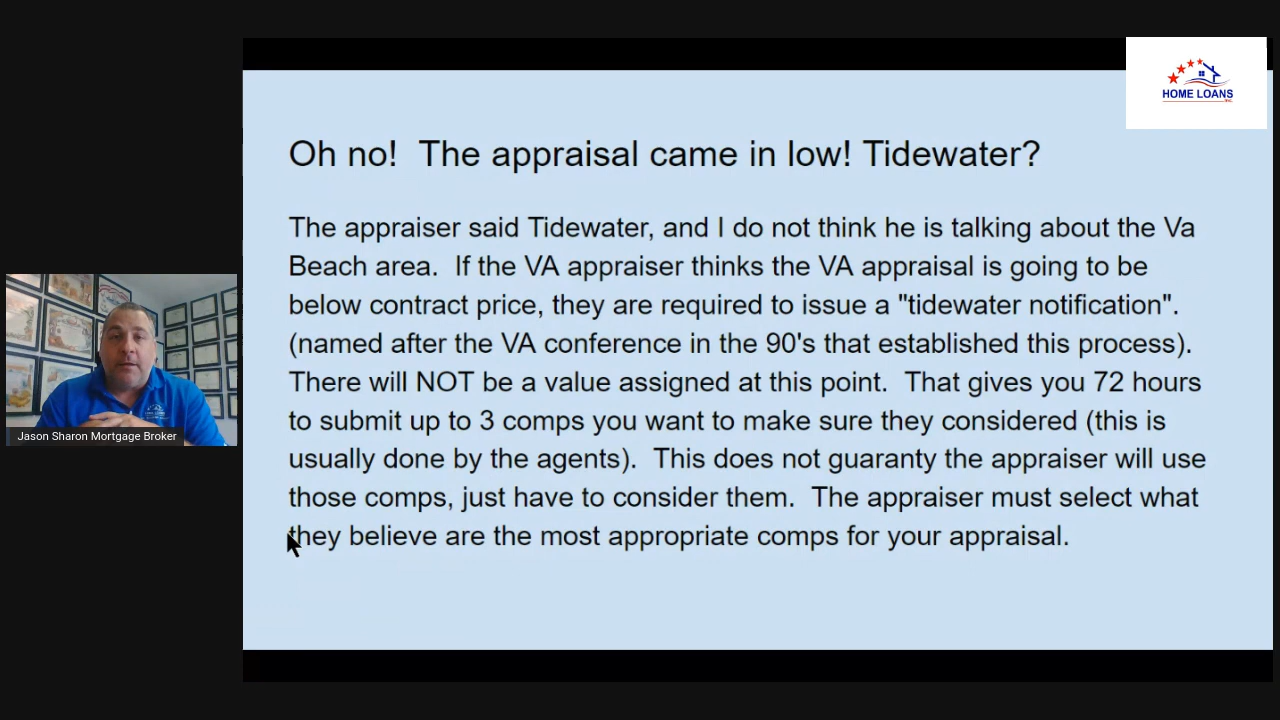 HOME LOANS
INC.
Oh no!  The appraisal came in low! Tidewater?
The appraiser said Tidewater, and I do not think he is talking about the Va
Beach area.  If the VA appraiser thinks the VA appraisal is going to be
below contract price, they are required to issue a "tidewater notification".
(named after the VA conference in the 90's that established this process).
There will NOT be a value assigned at this point.  That gives you 72 hours
to submit up to 3 comps you want to make sure they considered (this is
usually done by the agents).  This does not guaranty the appraiser will use
those comps, just have to consider them.  The appraiser must select what
they believe are the most appropriate comps for your appraisal.
Jason Sharon Mortgage Broker